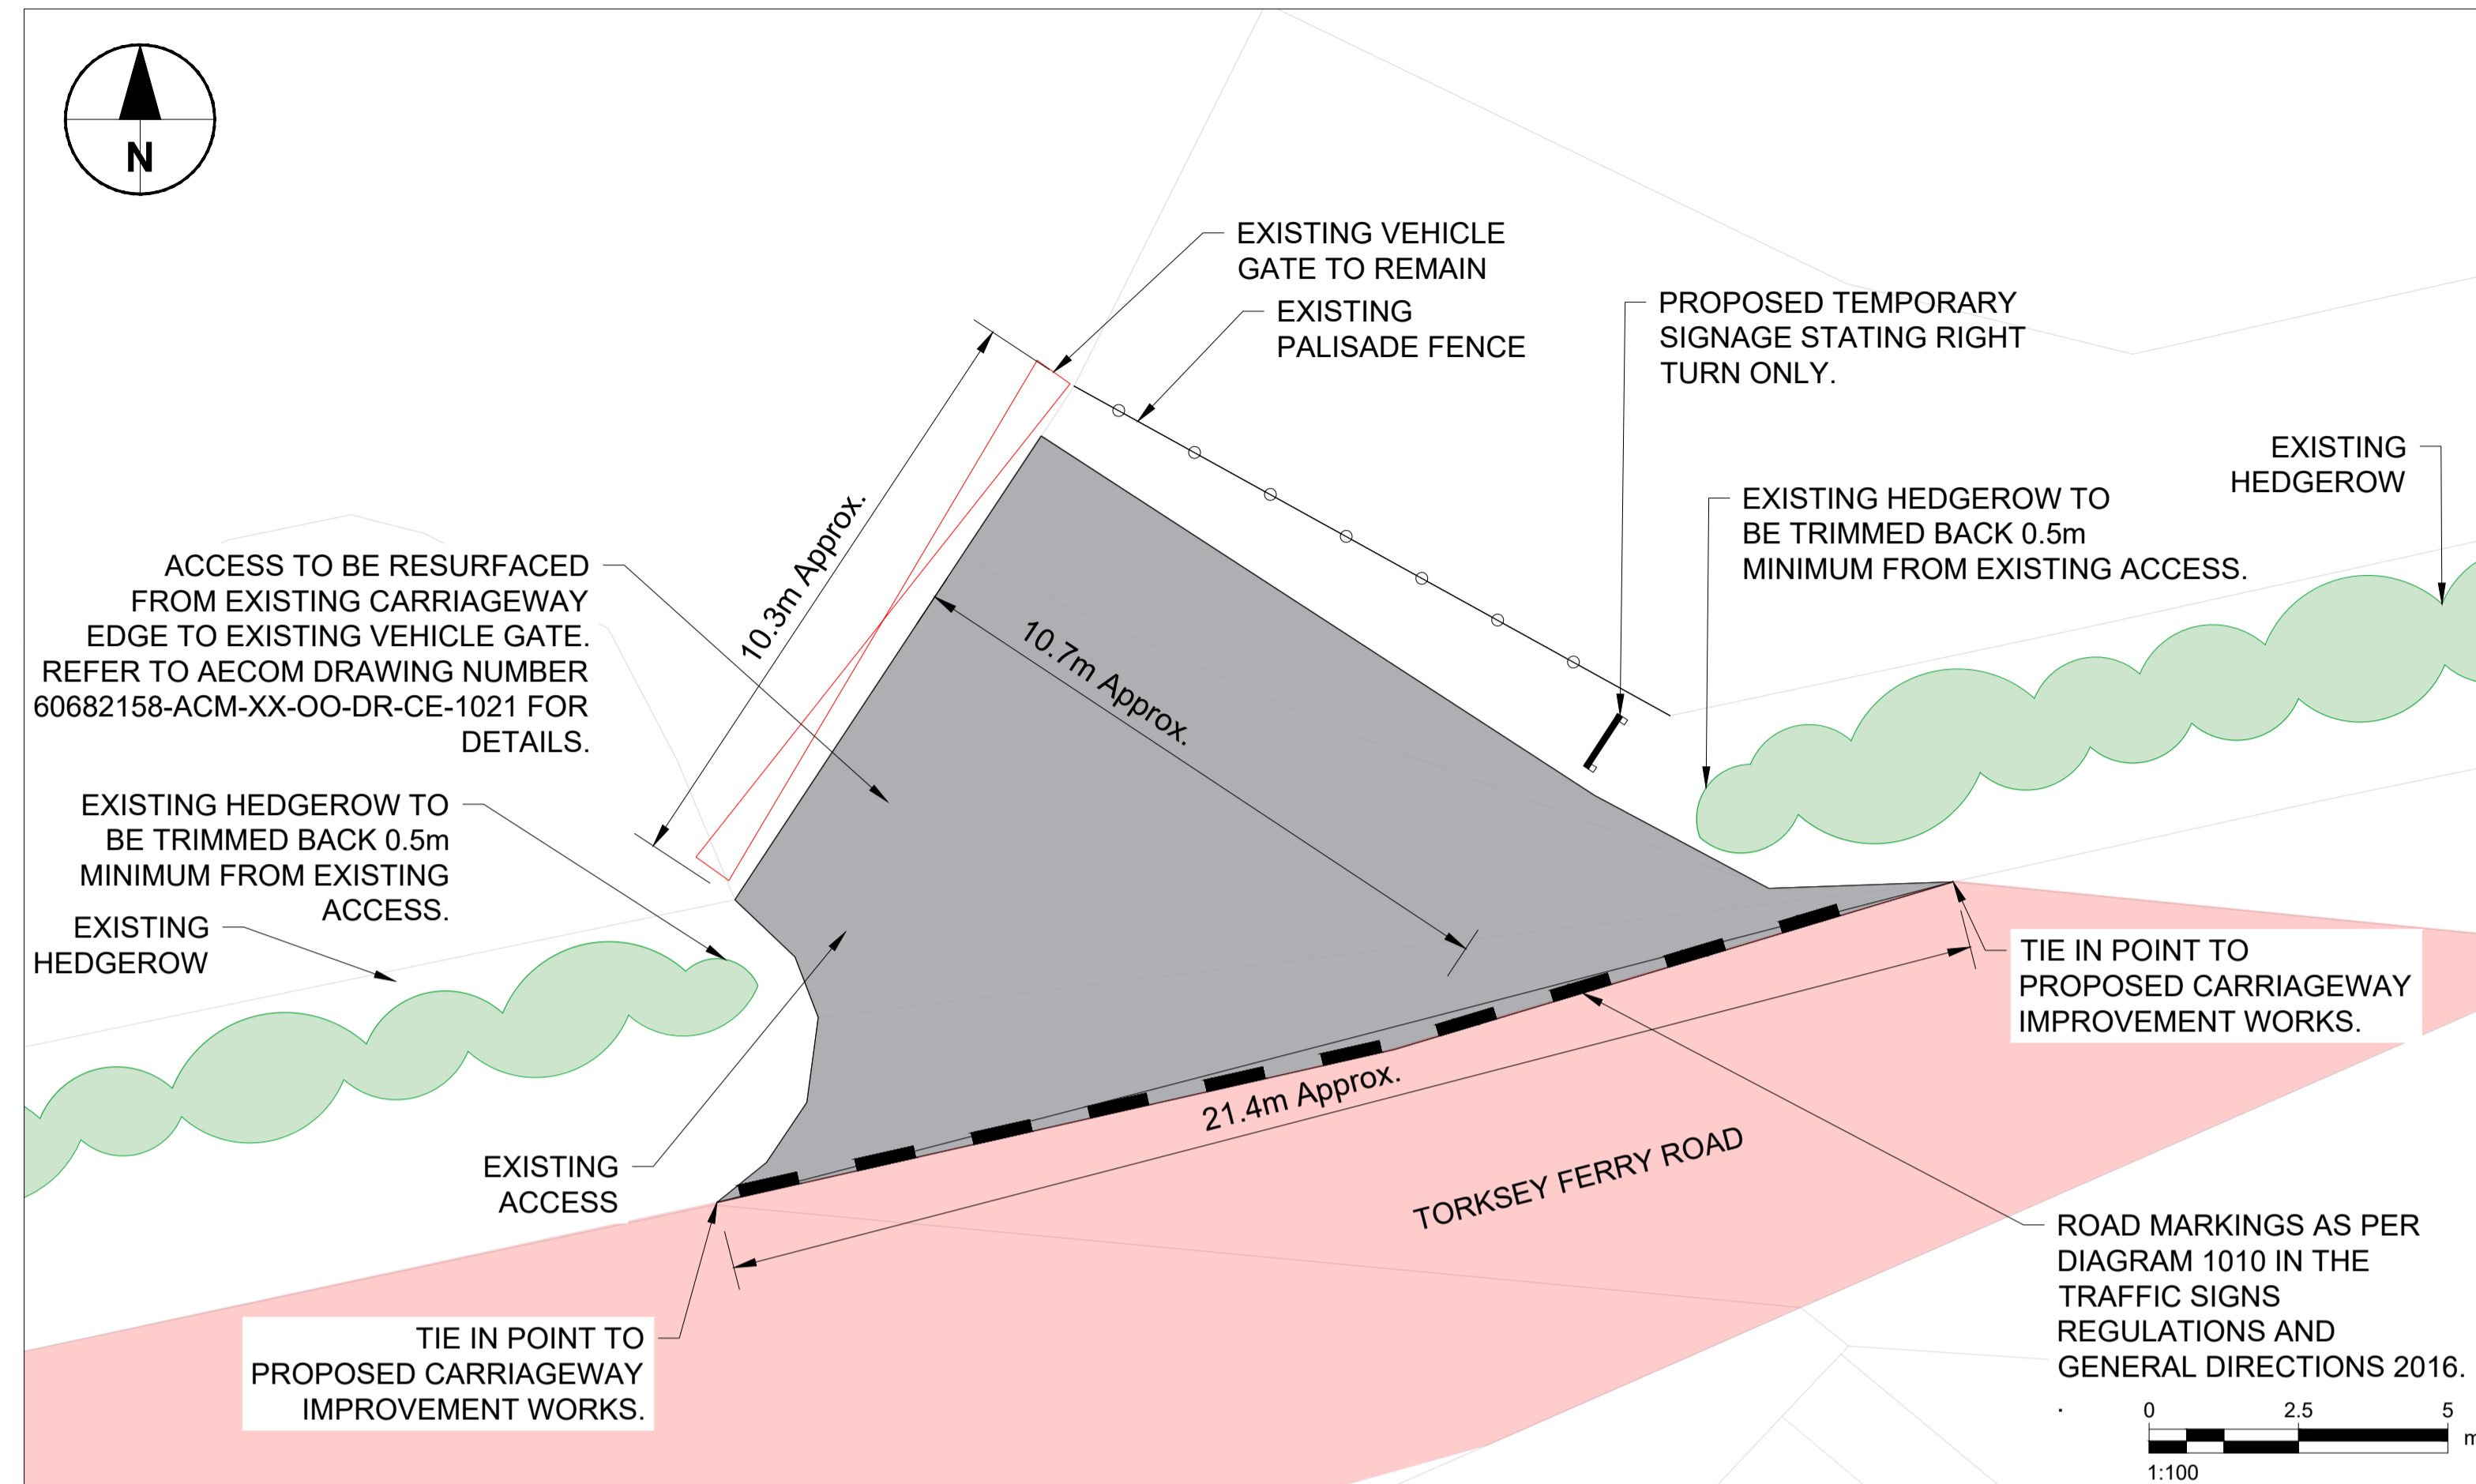 N
EXISTING VEHICLE
GATE TO REMAIN
EXISTING
PALISADE FENCE
PROPOSED TEMPORARY
SIGNAGE STATING RIGHT
TURN ONLY.
EXISTING
HEDGEROW
EXISTING HEDGEROW TO
BE TRIMMED BACK 0.5m
MINIMUM FROM EXISTING ACCESS.
10.3m Approx.
10.7m Approx.
ACCESS TO BE RESURFACED
FROM EXISTING CARRIAGEWAY
EDGE TO EXISTING VEHICLE GATE.
REFER TO AECOM DRAWING NUMBER
60682158-ACM-XX-OO-DR-CE-1021 FOR
DETAILS.
EXISTING HEDGEROW TO
BE TRIMMED BACK 0.5m
MINIMUM FROM EXISTING
ACCESS.
EXISTING
HEDGEROW
TIE IN POINT TO
PROPOSED CARRIAGEWAY
IMPROVEMENT WORKS.
21.4m Approx.
TORKSEY FERRY ROAD
EXISTING
ACCESS
TIE IN POINT TO
PROPOSED CARRIAGEWAY
IMPROVEMENT WORKS.
ROAD MARKINGS AS PER
DIAGRAM 1010 IN THE
TRAFFIC SIGNS
REGULATIONS AND
GENERAL DIRECTIONS 2016.
.
0 2.5 5
m
1:100